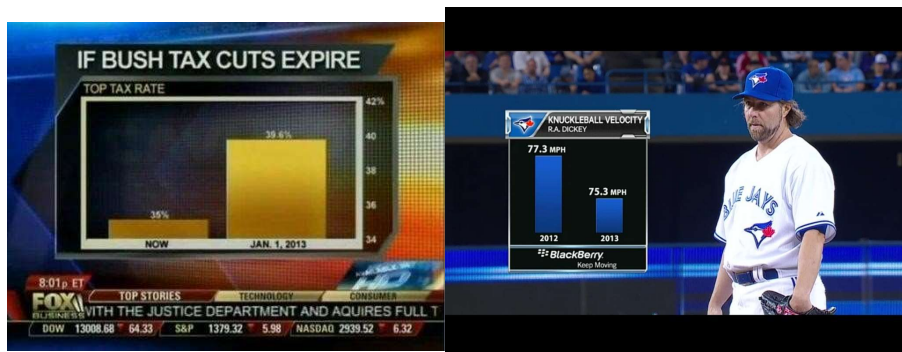 IF BUSH TAX CUTS EXPIRE
TOP TAX RATE
42%
40
38
36
34
39.6%
35%
NOW
JAN. 1, 2013
8:01p ET
HD
FOX
BUSINESS
TOP STORIES
TECHNOLOGY
CONSUMER
WITH THE JUSTICE DEPARTMENT AND AQUIRES FULL T
DOW 13008.68 64.33 S&P 1379.32 5.98 NASDAQ 2939.52 6.32
KNUCKLEBALL VELOCITY
R.A. DICKEY
77.3 MPH
75.3 MPH
2012
2013
BlackBerry
Keep Moving
BLUE JAYS